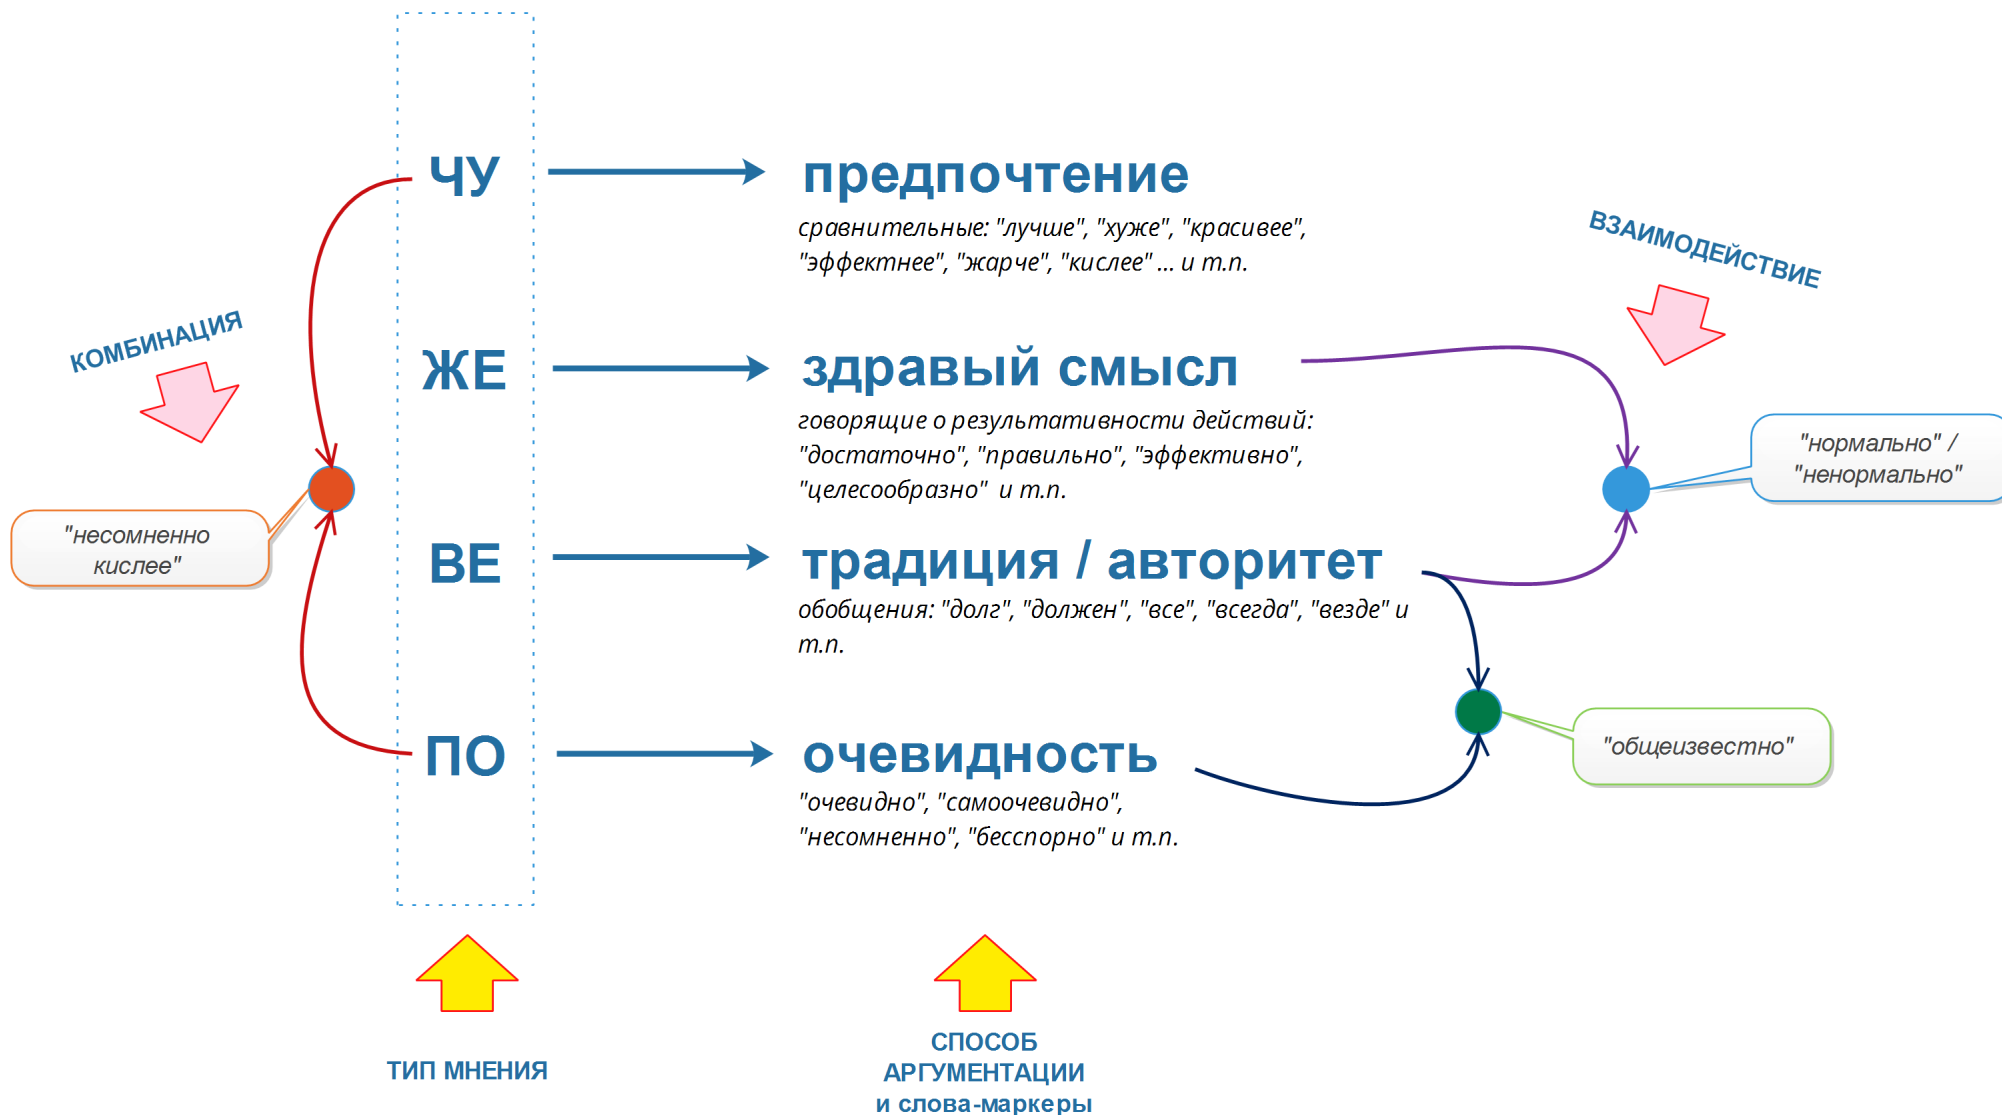 ЧУ
предпочтение
сравнительные: "лучше", "хуже", "красивее",
"эффектнее", "жарче", "кислее" ... и т.п.
ВЗАИМОДЕЙСТВИЕ
КОМБИНАЦИЯ
ЖЕ
здравый смысл
говорящие о результативности действий:
"достаточно", "правильно", "эффективно",
"целесообразно" и т.п.
"нормально" /
"ненормально"
"несомненно
кислее"
ВЕ
традиция / авторитет
обобщения: "долг", "должен", "все", "всегда", "везде" и
т.п.
ПО
очевидность
"очевидно", "самоочевидно",
"несомненно", "бесспорно" и т.п.
"общеизвестно"
ТИП МНЕНИЯ
СПОСОБ
АРГУМЕНТАЦИИ
и слова-маркеры